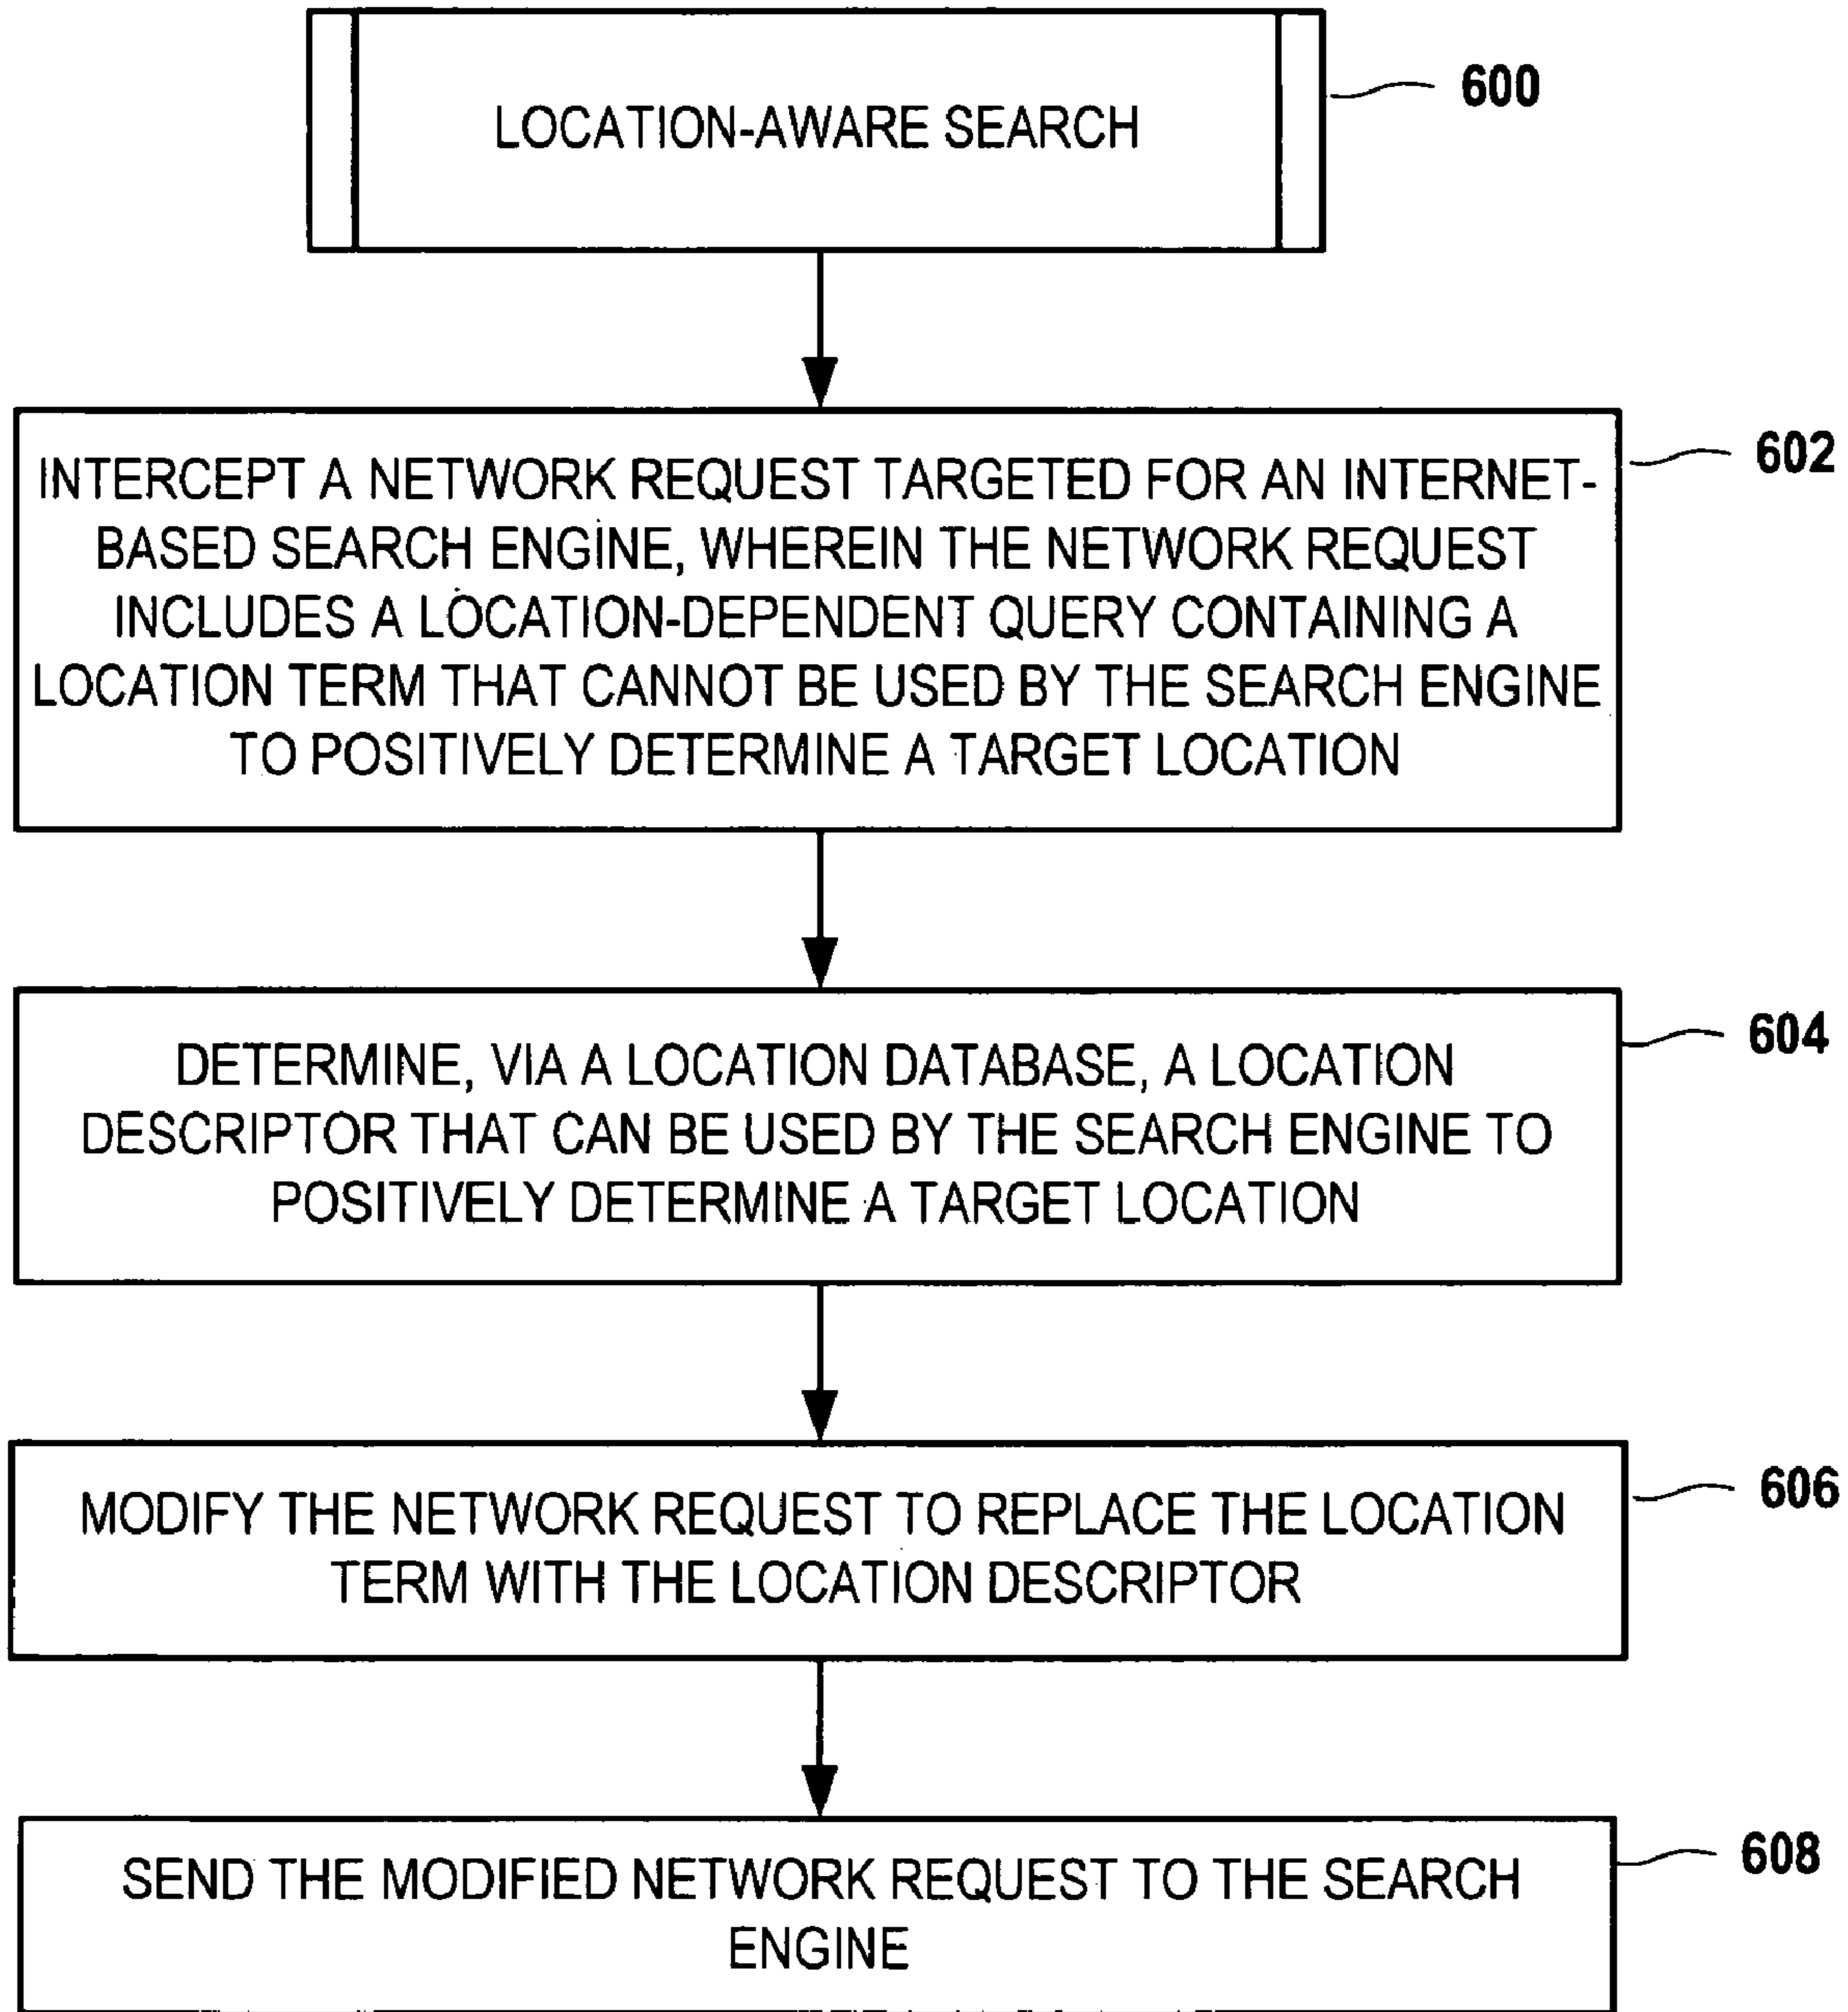 LOCATION-AWARE SEARCH
600
INTERCEPT A NETWORK REQUEST TARGETED FOR AN INTERNET-
BASED SEARCH ENGINE, WHEREIN THE NETWORK REQUEST
INCLUDES A LOCATION-DEPENDENT QUERY CONTAINING A
LOCATION TERM THAT CANNOT BE USED BY THE SEARCH ENGINE
TO POSITIVELY DETERMINE A TARGET LOCATION
602
DETERMINE, VIA A LOCATION DATABASE, A LOCATION
DESCRIPTOR THAT CAN BE USED BY THE SEARCH ENGINE TO
POSITIVELY DETERMINE A TARGET LOCATION
604
MODIFY THE NETWORK REQUEST TO REPLACE THE LOCATION
TERM WITH THE LOCATION DESCRIPTOR
606
SEND THE MODIFIED NETWORK REQUEST TO THE SEARCH
ENGINE
608